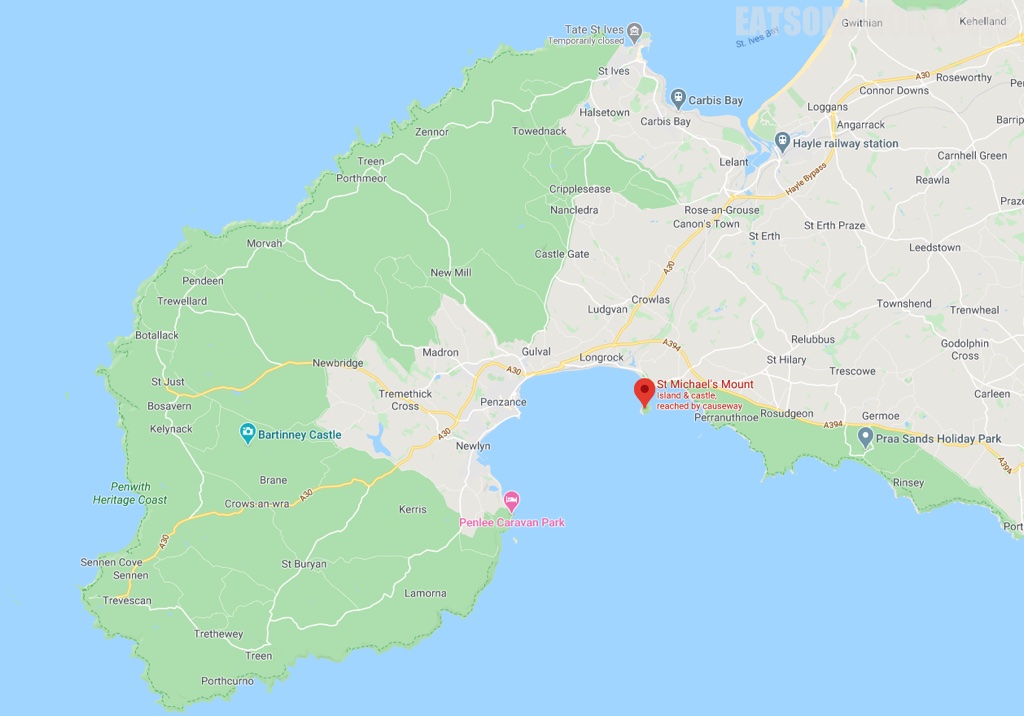 EATSOM
Gwithian
Kehelland
Tate St Ives
Temporarily closed
St. Ives Bay
St Ives
A30
Roseworthy
Connor Downs
Carbis Bay
Halsetown
Loggans
Carbis Bay
Zennor
Towednack
Angarrack
Barrip
Hayle railway station
Treen
Lelant
Carnhell Green
Porthmeor
Hayle Bypass
Reawla
Cripplesease
Praze
Nancledra
Rose-an-Grouse
Canon's Town
St Erth Praze
St Erth
Morvah
Leedstown
Castle Gate
A30
New Mill
Pendeen
Trewellard
Crowlas
Ludgvan
Townshend
Trenwheal
Botallack
Relubbus
Godolphin
Cross
Madron
Gulval
Longrock
A394
St Hilary
Newbridge
A30
Trescowe
St Just
St Michael's Mount
Island & castle,
reached by causeway
Tremethick
Cross
Carleen
Bosavern
Penzance
Perranuthnoe
Rosudgeon
Germoe
A394
Kelynack
Bartinney Castle
A30
Praa Sands Holiday Park
Newlyn
A394
Brane
Rinsey
Penwith
Heritage Coast
Crows-an-wra
A30
Kerris
Penlee Caravan Park
Port
A30
Sennen Cove
Sennen
St Buryan
Lamorna
Trevescan
Trethewey
Treen
Porthcurno